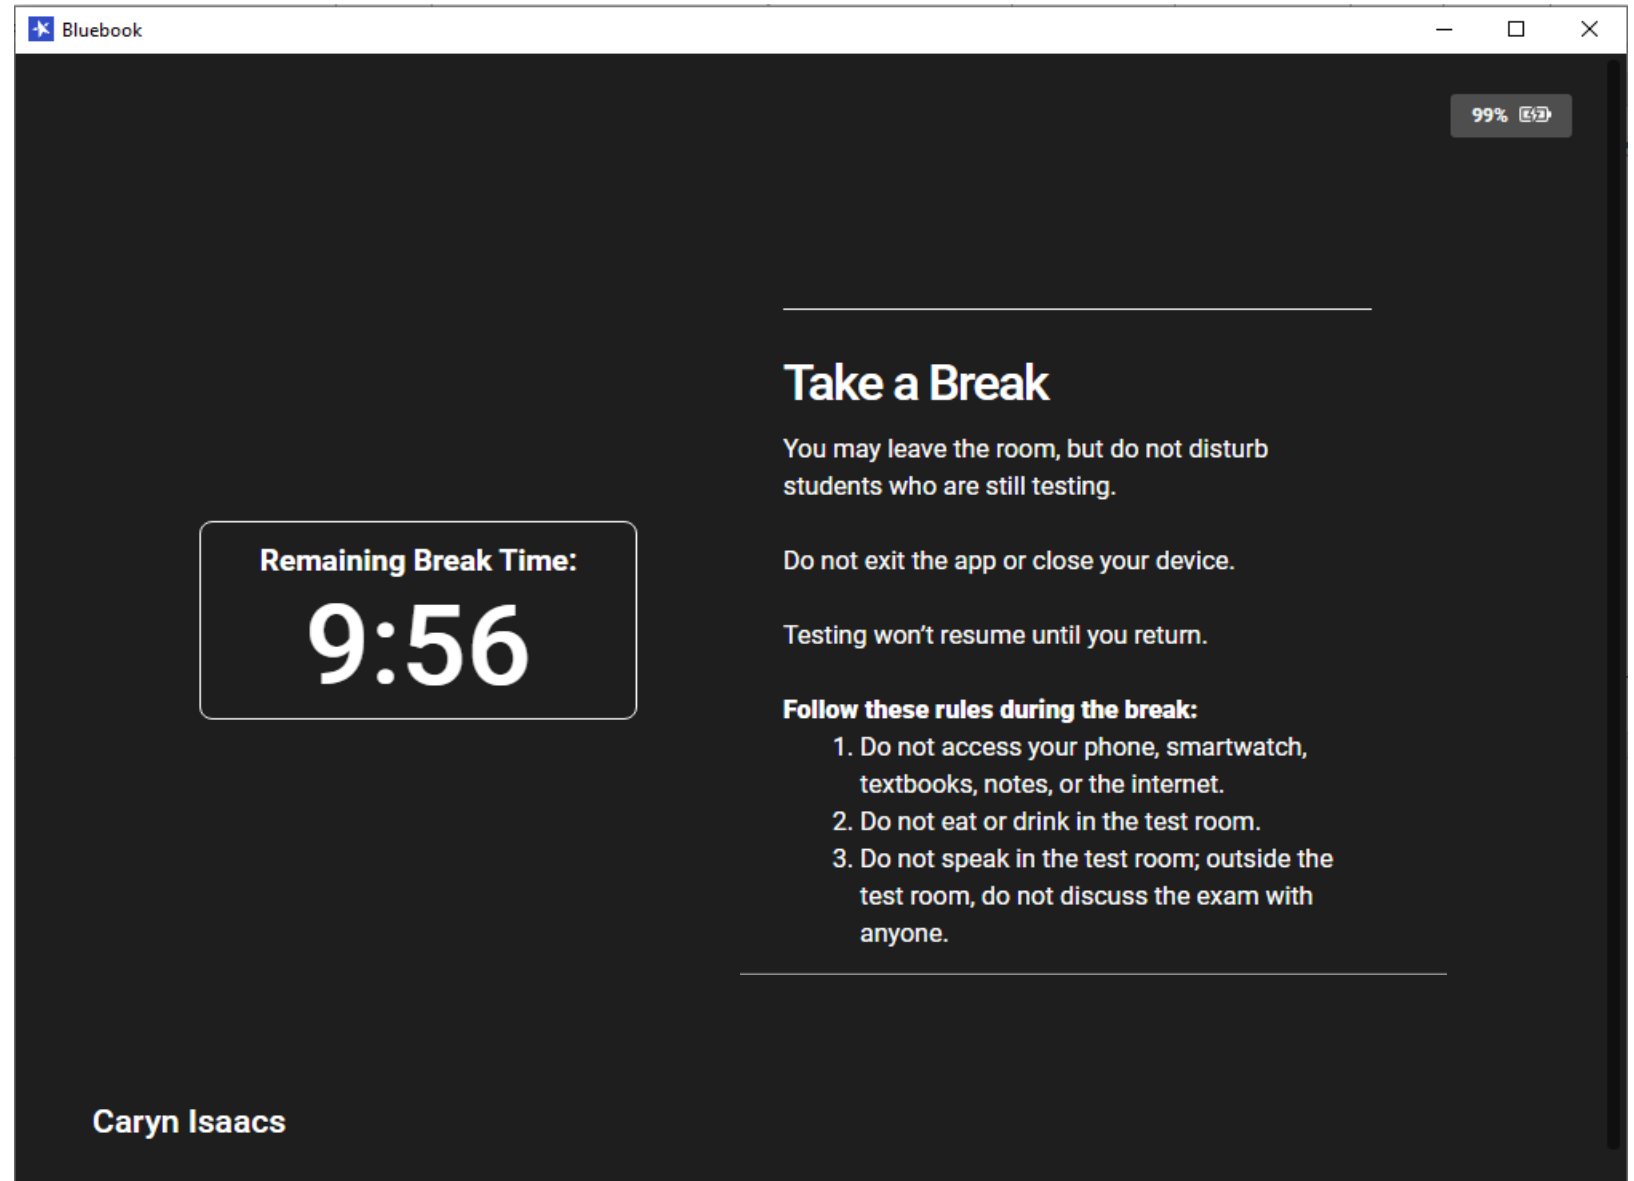 Bluebook
99%
Take a Break
You may leave the room, but do not disturb
students who are still testing.
Do not exit the app or close your device.
Testing won’t resume until you return.
Remaining Break Time:
9:56
Follow these rules during the break:
1. Do not access your phone, smartwatch,
textbooks, notes, or the internet.
2. Do not eat or drink in the test room.
3. Do not speak in the test room; outside the
test room, do not discuss the exam with
anyone.
Caryn Isaacs